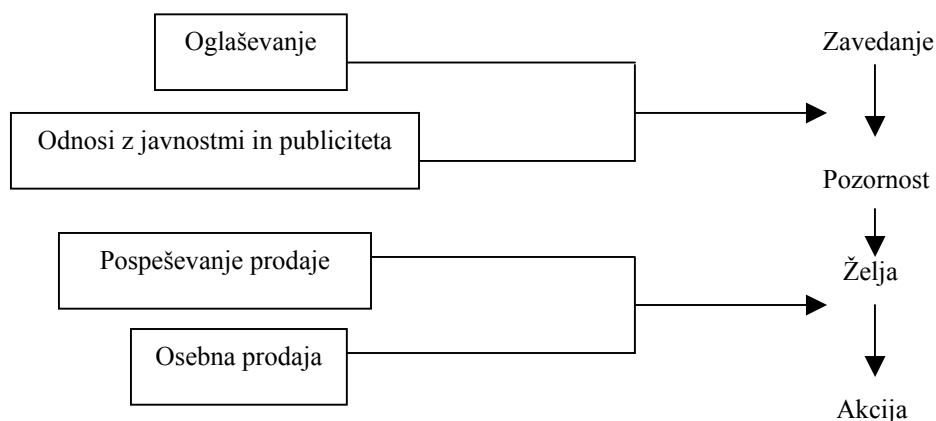 Oglaševanje
Zavedanje
Odnosi z javnostmi in publiciteta
Pozornost
Pospeševanje prodaje
Želja
Osebna prodaja
Akcija